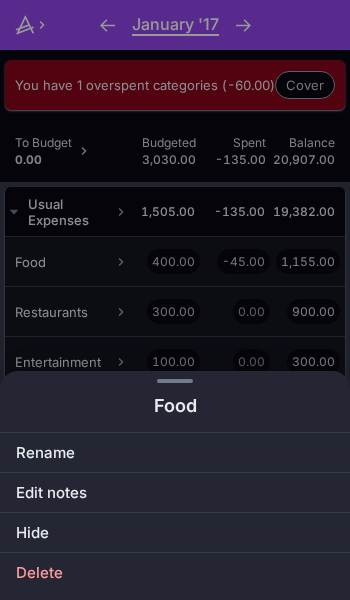 January '17
You have 1 overspent categories (-60.00) Cover
To Budget Budgeted Spent Balance
0.00 3,030.00 -135.00 20,907.00
Usual Expenses 1,505.00 -135.00 19,382.00
Food 400.00 -45.00 1,155.00
Restaurants 300.00 0.00 900.00
Entertainment 100.00 0.00 300.00
Food
Rename
Edit notes
Hide
Delete